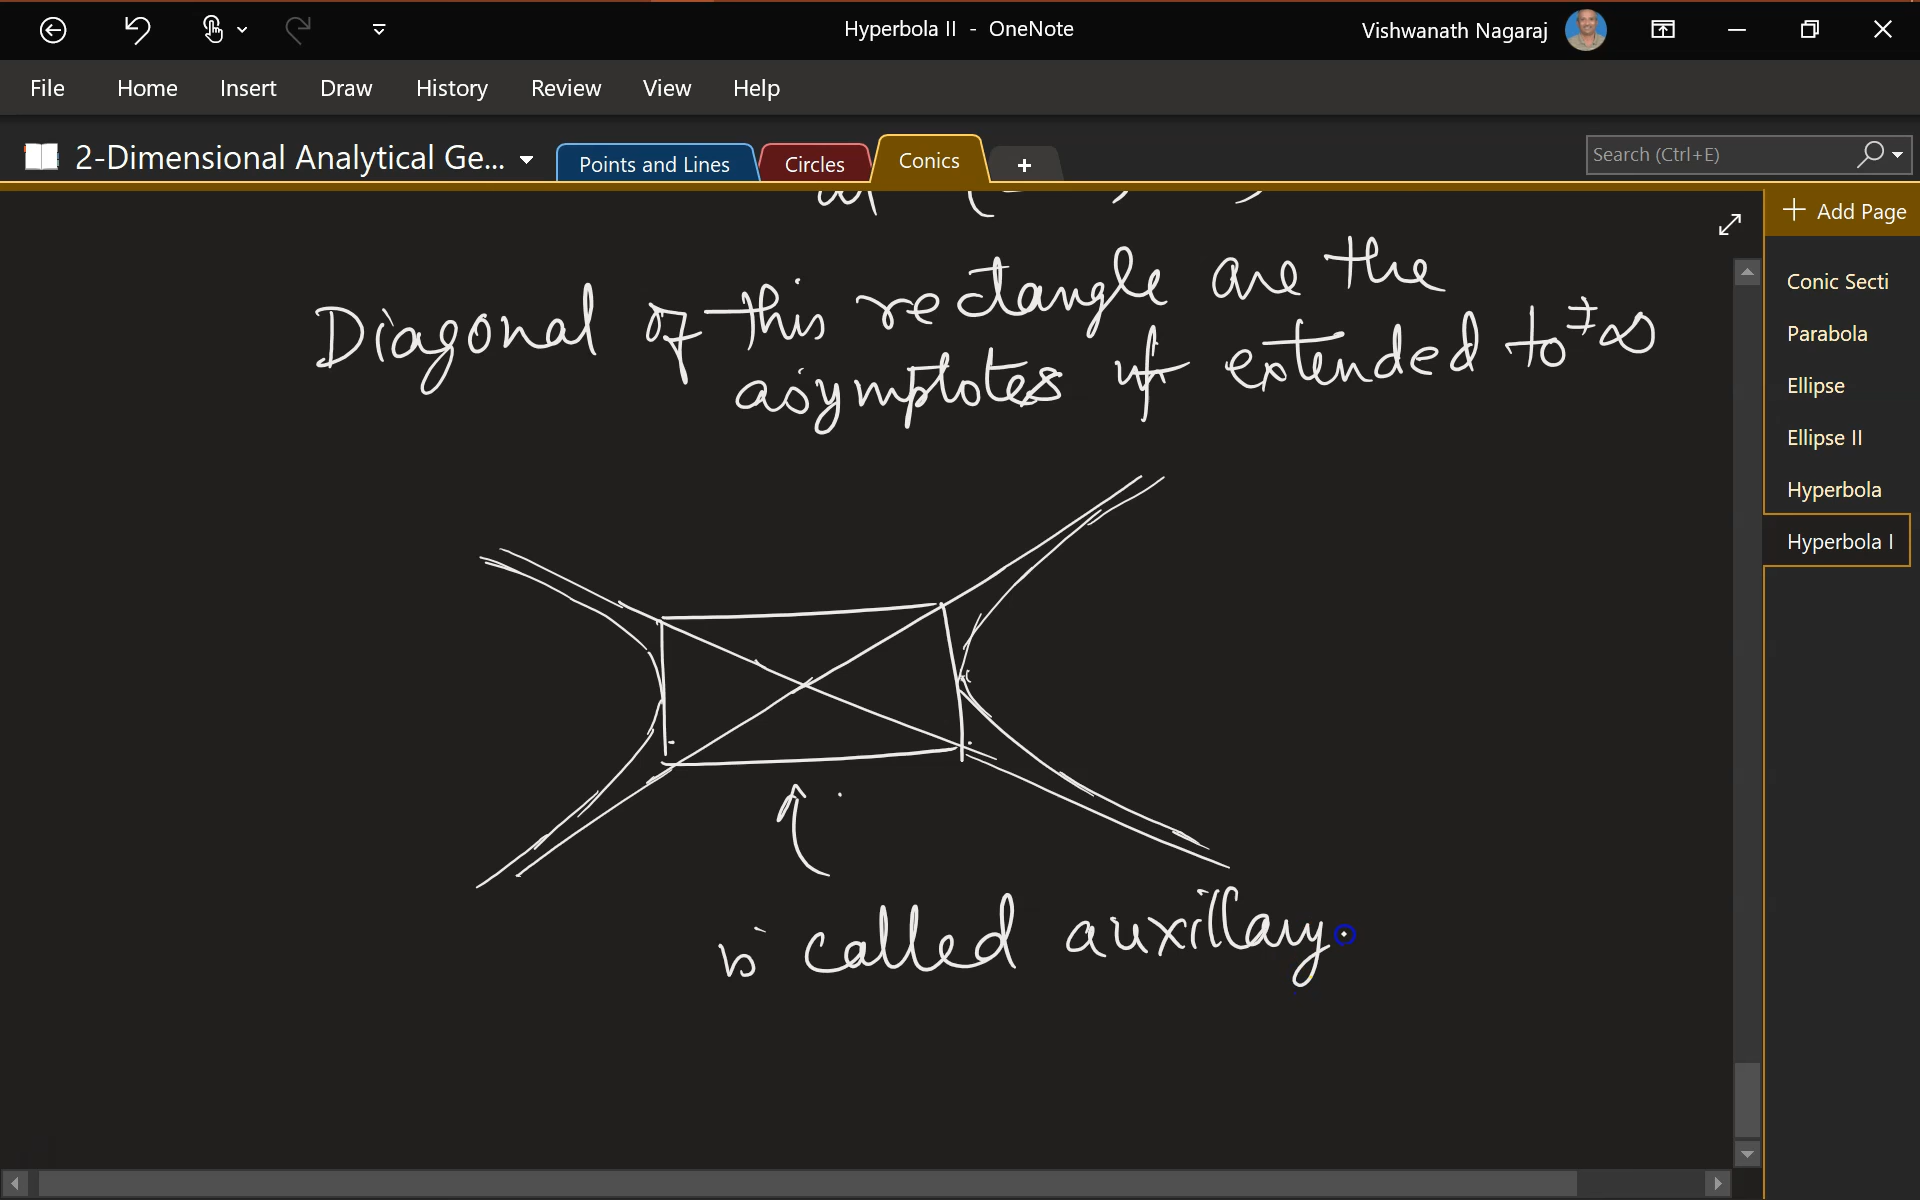 Hyperbola II - OneNote
Vishwanath Nagaraj
File Home Insert Draw History Review View Help
2-Dimensional Analytical Ge...
Points and Lines
Circles
Conics
+
Search (Ctrl+E)
Add Page
Conic Secti
Parabola
Ellipse
Ellipse II
Hyperbola
Hyperbola I
Diagonal of this rectangle are the
asymptotes if extended to ∓∞
is called auxillary